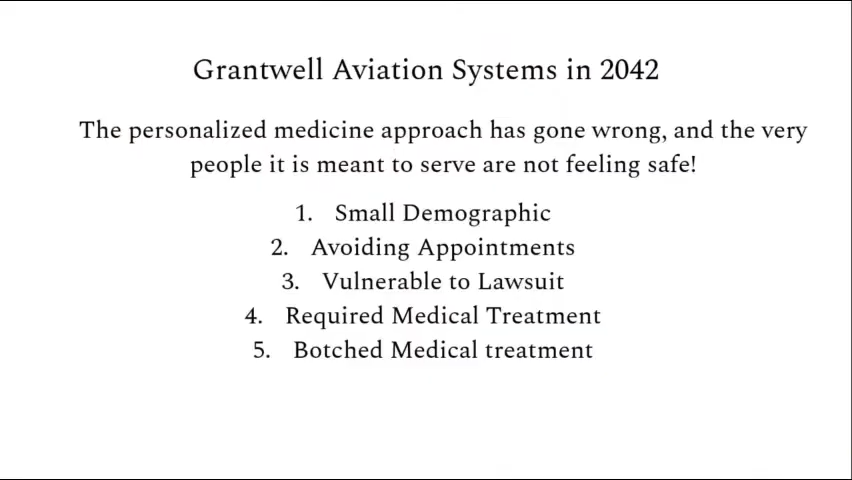 Grantwell Aviation Systems in 2042
The personalized medicine approach has gone wrong, and the very
people it is meant to serve are not feeling safe!
1. Small Demographic
2. Avoiding Appointments
3. Vulnerable to Lawsuit
4. Required Medical Treatment
5. Botched Medical treatment